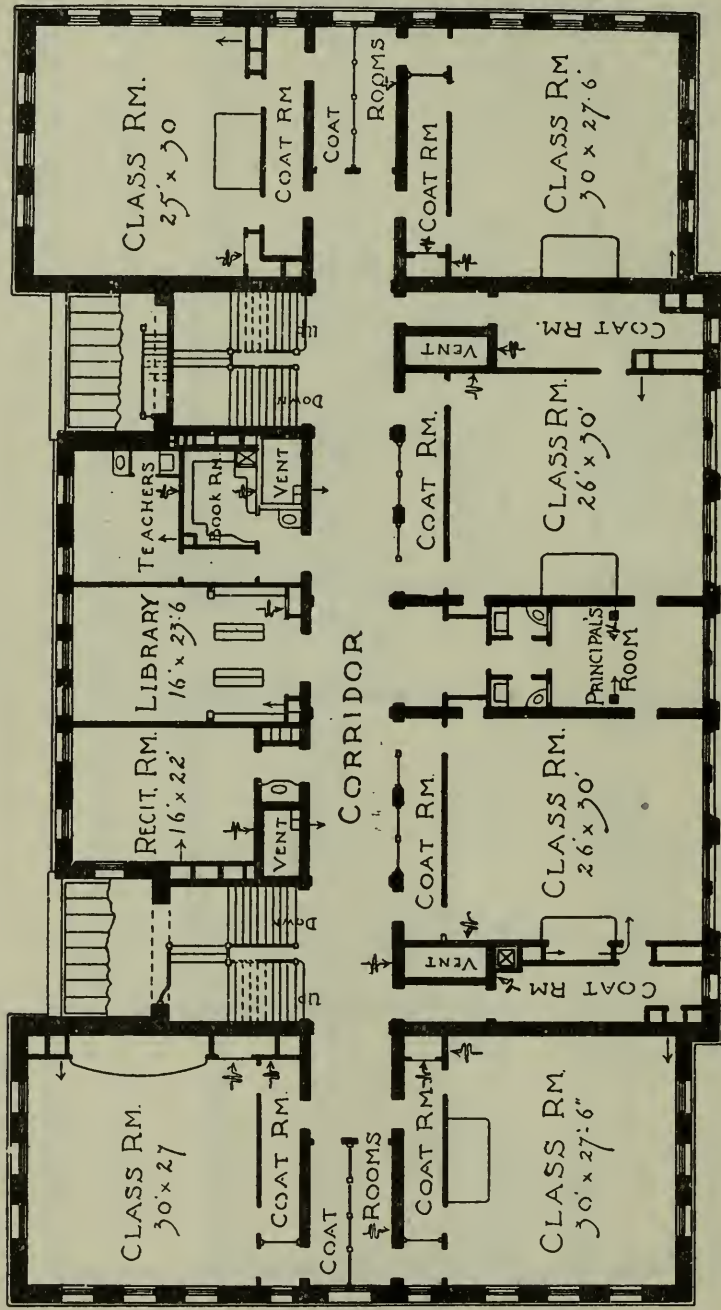 CLASS RM.
25' x 30
COAT RM
COAT
ROOMS
COAT RM
CLASS RM
30 x 27·6'
UP
DOWN
VENT
COAT RM.
TEACHERS
BOOK RM.
VENT
COAT RM.
CLASS RM.
26' x 30'
LIBRARY
16' x 23:6
CORRIDOR
PRINCIPAL'S
ROOM
RECIT. RM.
16' x 22'
VENT
COAT RM.
CLASS RM.
26' x 30'
DOWN
UP
VENT
COAT RM
CLASS RM.
30' x 27
COAT RM.
COAT
ROOMS
COAT RM.
CLASS RM.
30' x 27:6"